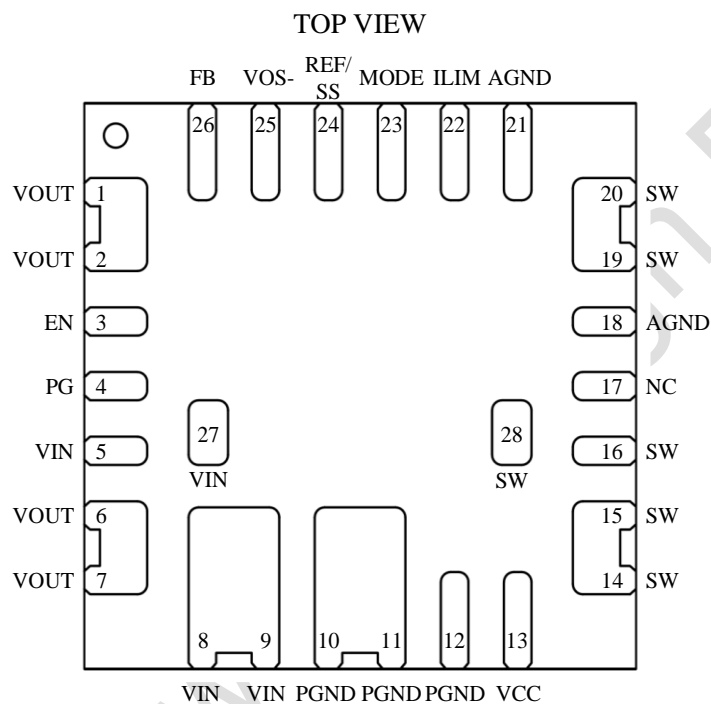 TOP VIEW
FB VOS- REF/ MODE ILIM AGND
SS
26 25 24 23 22 21
VOUT 1 20 SW
VOUT 2 19 SW
EN 3 18 AGND
PG 4 17 NC
27 28
VIN 5 16 SW
VIN SW
VOUT 6 15 SW
VOUT 7 14 SW
8 9 10 11 12 13
VIN VIN PGND PGND PGND VCC